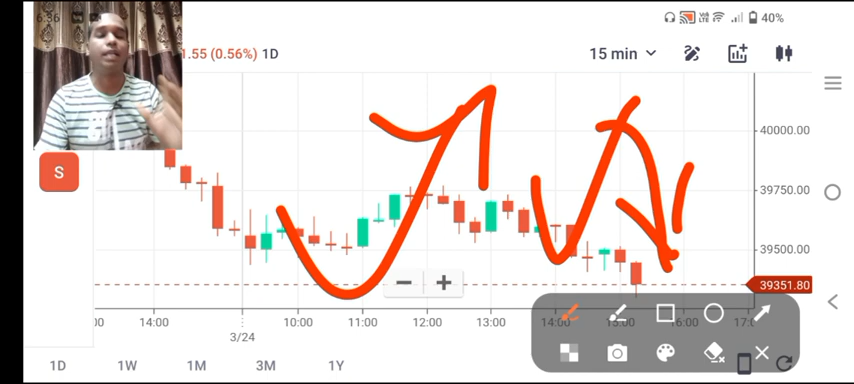 6:36
40%
1.55 (0.56%) 1D
15 min
40000.00
S
39750.00
39500.00
39351.80
00 14:00 10:00 11:00 12:00 13:00 14:00 15:00 16:00 17:0
3/24
1D 1W 1M 3M 1Y